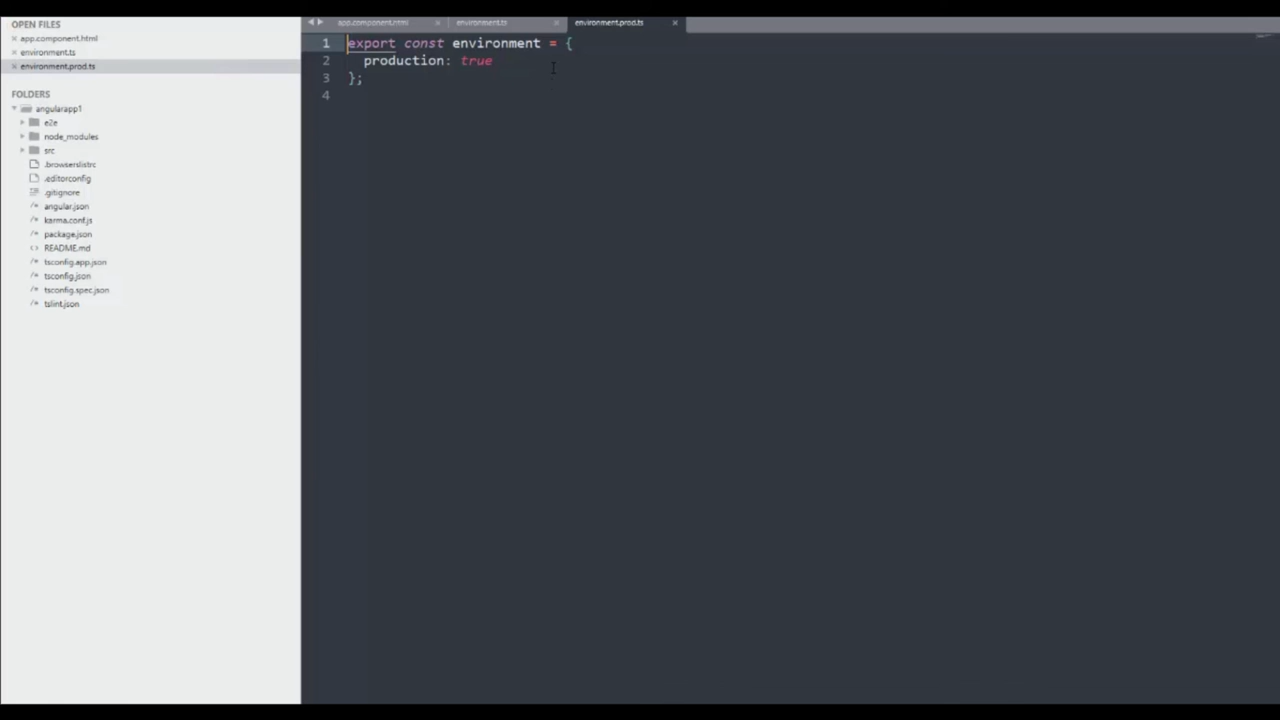 OPEN FILES
app.component.html
environment.ts
environment.prod.ts
FOLDERS
angularapp1
e2e
node_modules
src
.browserslistrc
.editorconfig
.gitignore
angular.json
karma.conf.js
package.json
README.md
tsconfig.app.json
tsconfig.json
tsconfig.spec.json
tslint.json
app.component.html
environment.ts
environment.prod.ts
1 export const environment = {
2 production: true
3 };
4